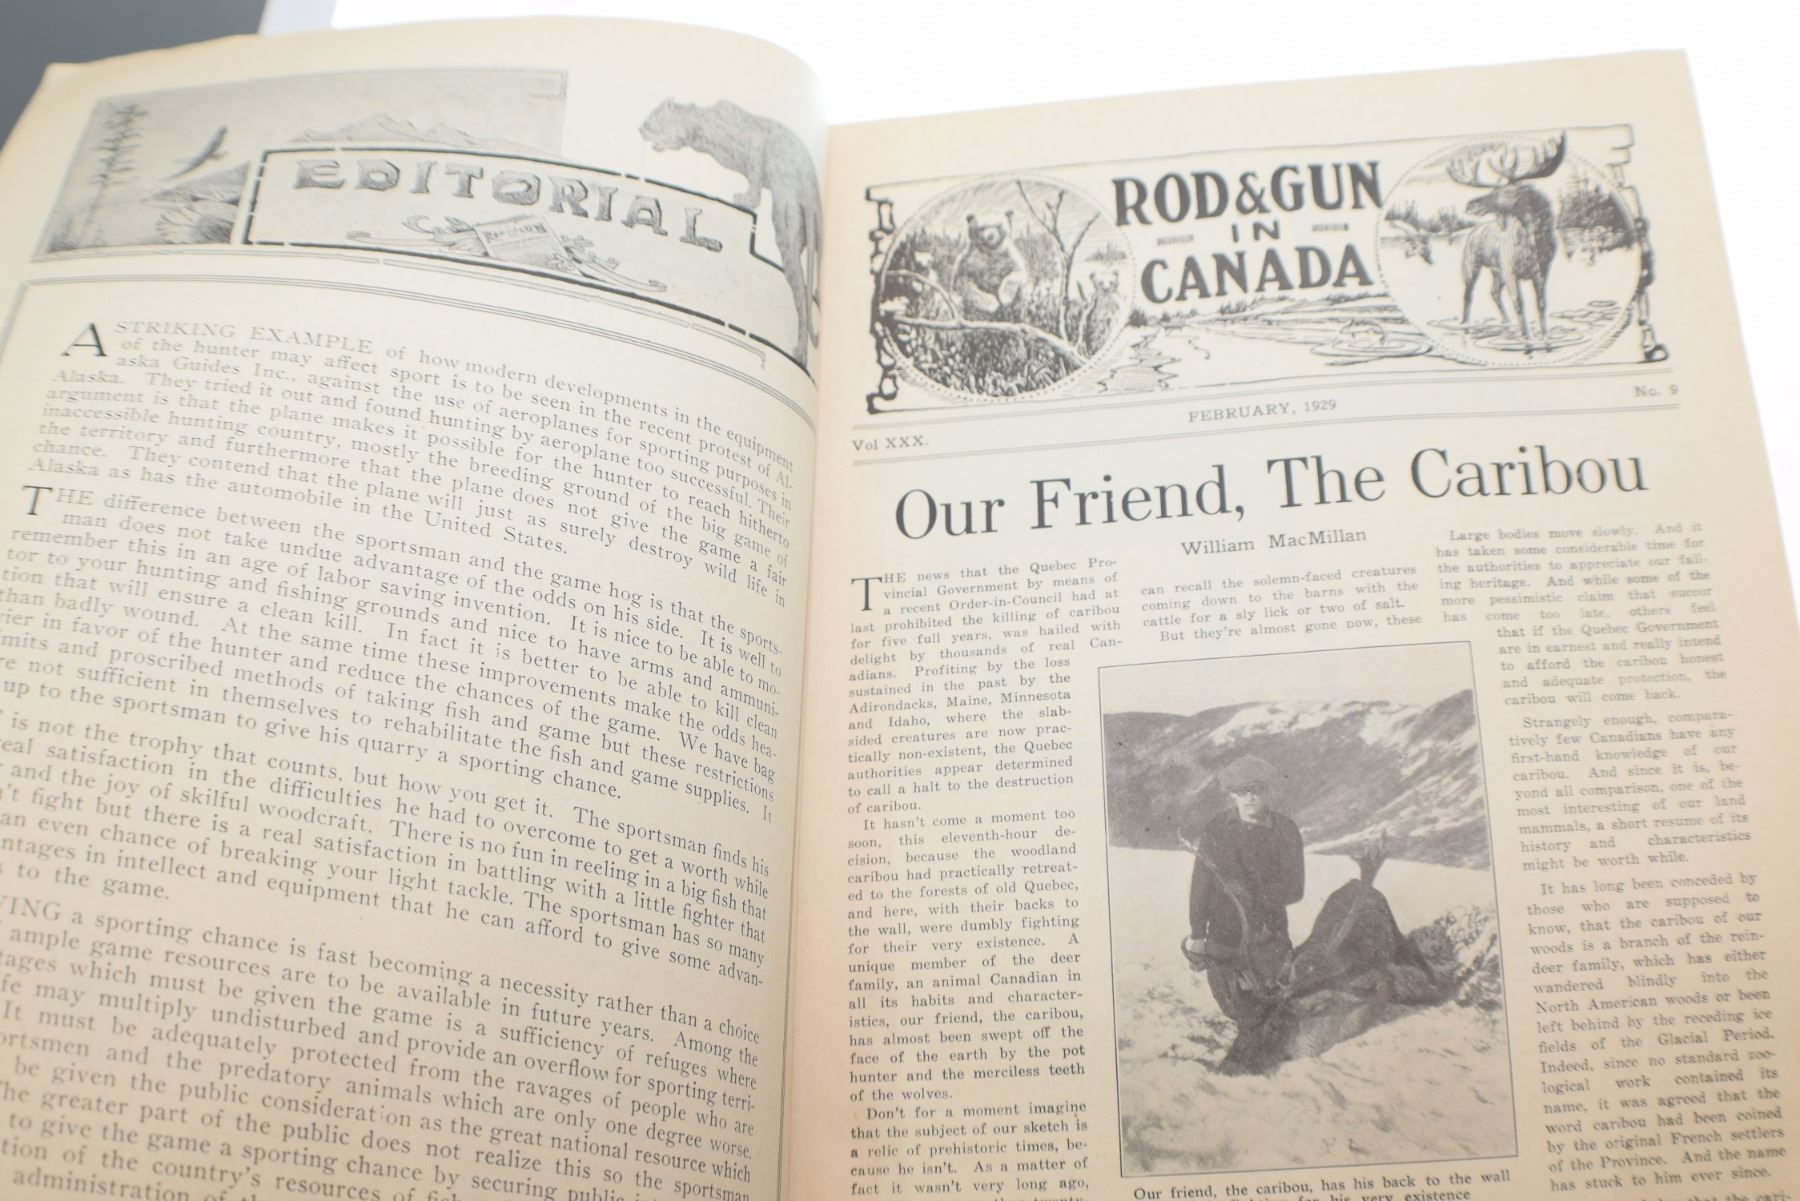 EDITORIAL
A STRIKING EXAMPLE of how modern developments in the equipment
of the hunter may affect sport is to be seen in the recent protest of Al-
aska Guides Inc., against the use of aeroplanes for sporting purposes in
Alaska. They tried it out and found hunting by aeroplane too successful. Their
argument is that the plane makes it possible for the hunter to reach hitherto
inaccessible hunting country, mostly the breeding ground of the big game of
the territory and furthermore that the plane does not give the game a fair
chance. They contend that the plane will just as surely destroy wild life in
Alaska as has the automobile in the United States.
THE difference between the sportsman and the game hog is that the sports-
man does not take undue advantage of the odds on his side. It is well to
remember this in an age of labor saving invention. It is nice to be able to mo-
tor to your hunting and fishing grounds and nice to have arms and ammuni-
tion that will ensure a clean kill. In fact it is better to be able to kill clean
than badly wound. At the same time these improvements make the odds hea-
vier in favor of the hunter and reduce the chances of the game. We have bag
limits and proscribed methods of taking fish and game but these restrictions
are not sufficient in themselves to rehabilitate the fish and game supplies. It
up to the sportsman to give his quarry a sporting chance.
is not the trophy that counts, but how you get it. The sportsman finds his
real satisfaction in the difficulties he had to overcome to get a worth while
and the joy of skilful woodcraft. There is no fun in reeling in a big fish that
't fight but there is a real satisfaction in battling with a little fighter that
an even chance of breaking your light tackle. The sportsman has so many
ntages in intellect and equipment that he can afford to give some advan-
to the game.
VING a sporting chance is fast becoming a necessity rather than a choice
ample game resources are to be available in future years. Among the
tages which must be given the game is a sufficiency of refuges where
fe may multiply undisturbed and provide an overflow for sporting terri-
It must be adequately protected from the ravages of people who are
ortsmen and the predatory animals which are only one degree worse.
be given the public consideration as the great national resource which
The greater part of the public does not realize this so the sportsman
to give the game a sporting chance by securing public
tion of the country's resources of
administration of
ROD & GUN
IN
CANADA
Vol XXX.
FEBRUARY, 1929
No. 9
Our Friend, The Caribou
William MacMillan
THE news that the Quebec Pro-
vincial Government by means of
a recent Order-in-Council had at
last prohibited the killing of caribou
for five full years, was hailed with
delight by thousands of real Can-
adians. Profiting by the loss
sustained in the past by the
Adirondacks, Maine, Minnesota
and Idaho, where the slab-
sided creatures are now prac-
tically non-existent, the Quebec
authorities appear determined
to call a halt to the destruction
of caribou.
It hasn't come a moment too
soon, this eleventh-hour de-
cision, because the woodland
caribou had practically retreat-
ed to the forests of old Quebec,
and here, with their backs to
the wall, were dumbly fighting
for their very existence. A
unique member of the deer
family, an animal Canadian in
all its habits and character-
istics, our friend, the caribou,
has almost been swept off the
face of the earth by the pot
hunter and the merciless teeth
of the wolves.
Don't for a moment imagine
that the subject of our sketch is
a relic of prehistoric times, be-
cause he isn't. As a matter of
fact it wasn't very long ago,
can recall the solemn-faced creatures
coming down to the barns with the
cattle for a sly lick or two of salt.
But they're almost gone now, these
Our friend, the caribou, has his back to the wall
for his very existence
Large bodies move slowly. And it
has taken some considerable time for
the authorities to appreciate our fail-
ing heritage. And while some of the
more pessimistic claim that succor
has come too late, others feel
that if the Quebec Government
are in earnest and really intend
to afford the caribou honest
and adequate protection, the
caribou will come back.
Strangely enough, compara-
tively few Canadians have any
first-hand knowledge of our
caribou. And since it is, be-
yond all comparison, one of the
most interesting of our land
mammals, a short resume of its
history and characteristics
might be worth while.
It has long been conceded by
those who are supposed to
know, that the caribou of our
woods is a branch of the rein-
deer family, which has either
wandered blindly into the
North American woods or been
left behind by the receding ice
fields of the Glacial Period.
Indeed, since no standard zoo-
logical work contained its
name, it was agreed that the
word caribou had been coined
by the original French settlers
of the Province. And the name
has stuck to him ever since.